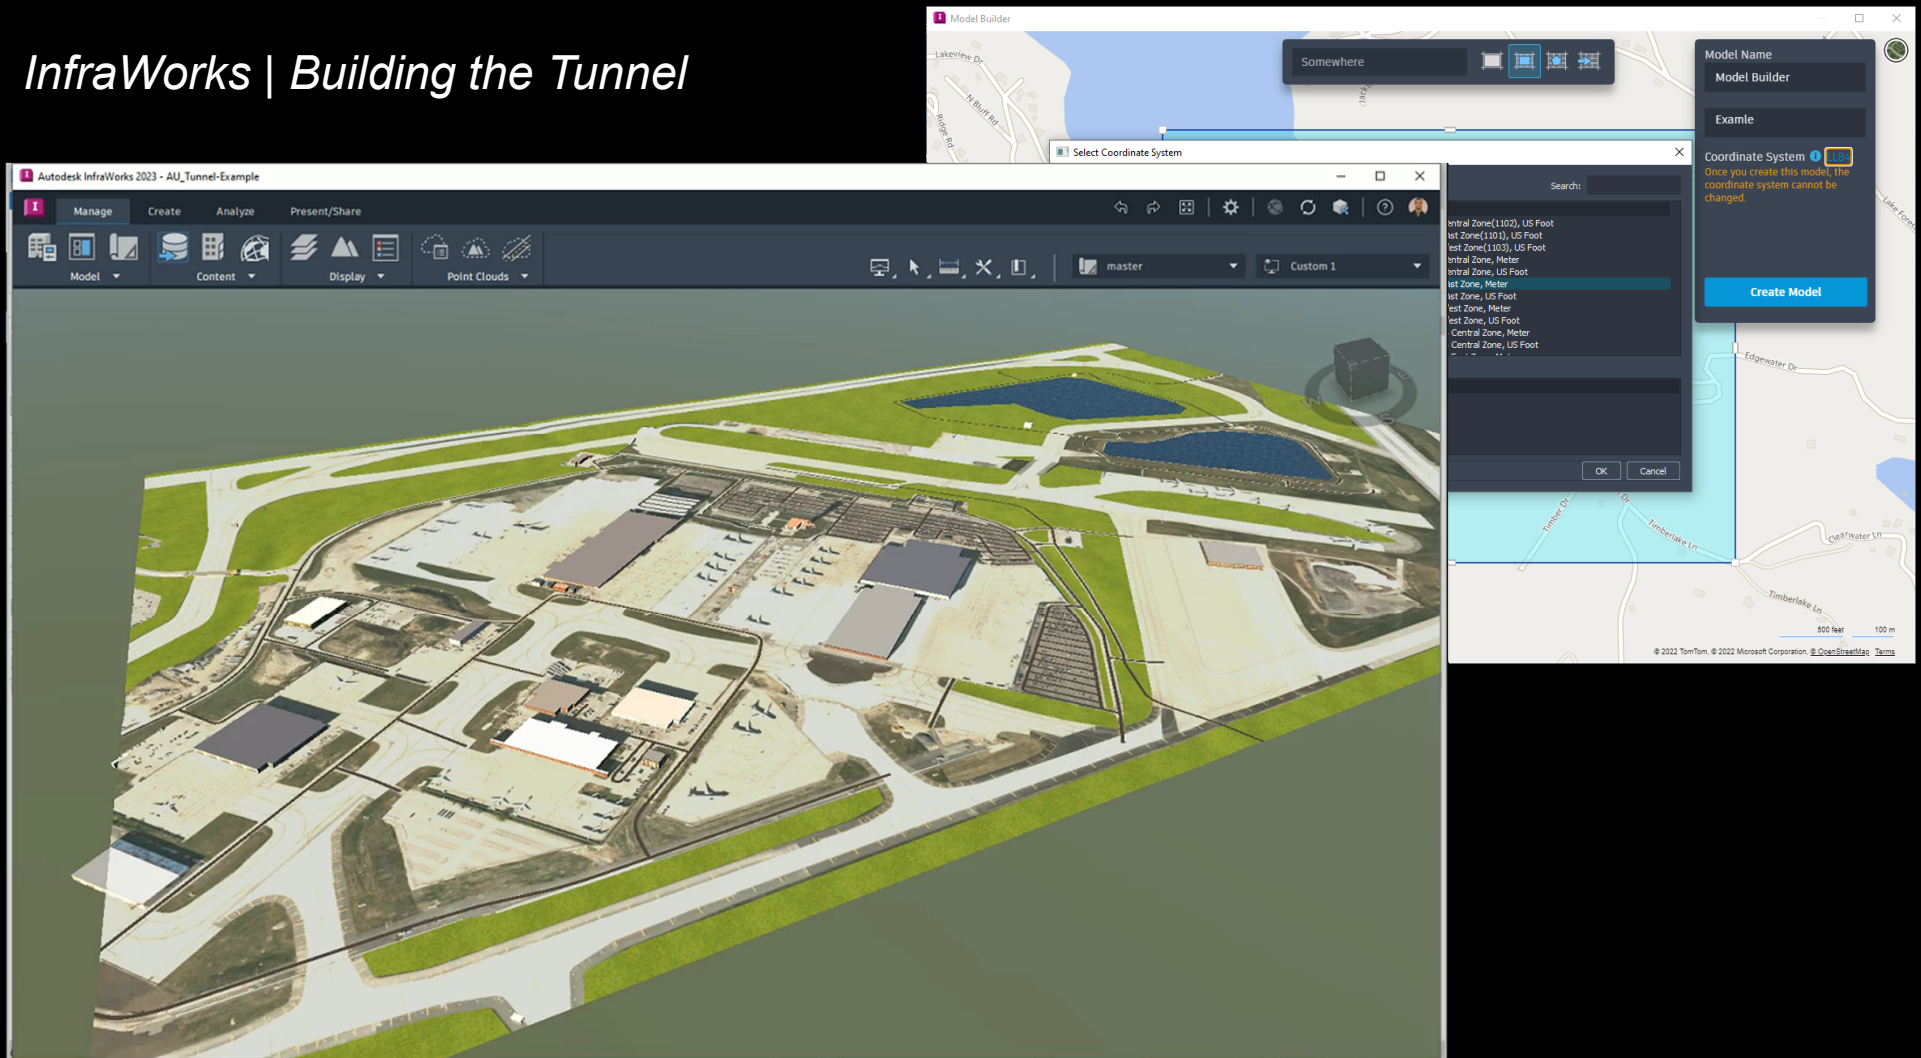 InfraWorks | Building the Tunnel
Model Builder
Lakeview Dr
N Bluff Rd
Ridge Rd
Somewhere
Model Name
Model Builder
Examle
Coordinate System LL84
Once you create this model, the
coordinate system cannot be
changed.
Create Model
Select Coordinate System
Search:
entral Zone(1102), US Foot
ast Zone(1101), US Foot
est Zone(1103), US Foot
entral Zone, Meter
entral Zone, US Foot
ast Zone, Meter
ast Zone, US Foot
est Zone, Meter
est Zone, US Foot
Central Zone, Meter
Central Zone, US Foot
OK Cancel
Edgewater Dr
Timber Dr
Dr
Timberlake Ln
Clearwater Ln
Timberlake Ln
500 feet 100 m
© 2022 TomTom, © 2022 Microsoft Corporation, © OpenStreetMap Terms
Autodesk InfraWorks 2023 - AU_Tunnel-Example
Manage Create Analyze Present/Share
Model Content Display Point Clouds
master Custom 1
W
S